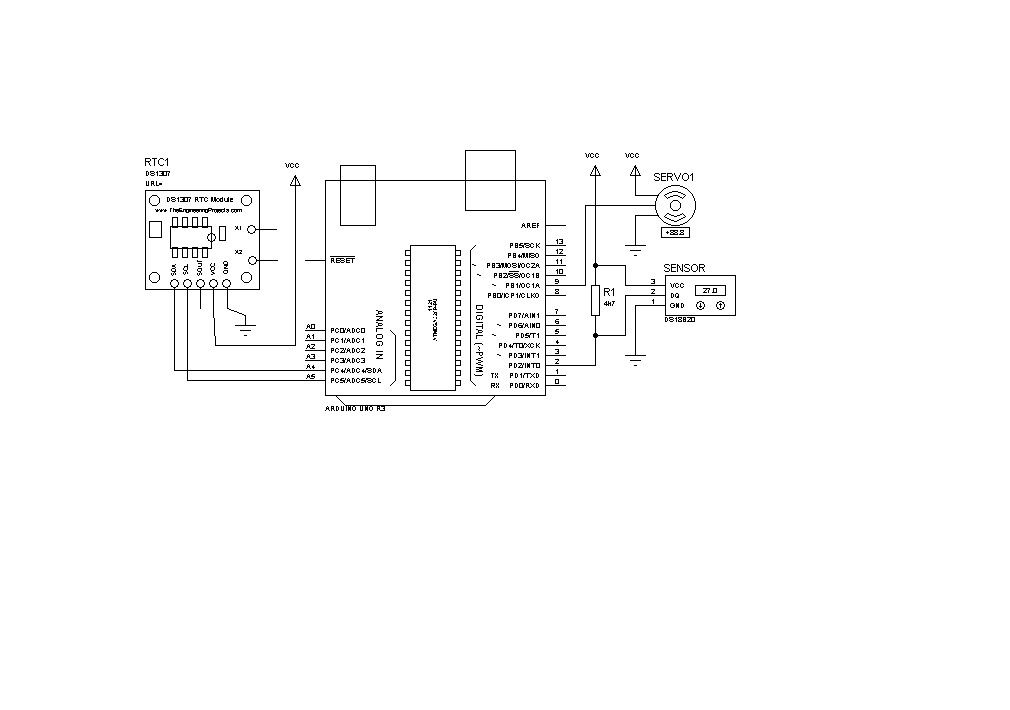 RTC1
DS1307
URL=
DS1307 RTC Module
www.TheEngineeringProjects.com
X1
X2
SDA
SCL
SOUT
VCC
GND
VCC
RESET
A0 PC0/ADC0
A1 PC1/ADC1
A2 PC2/ADC2
A3 PC3/ADC3
A4 PC4/ADC4/SDA
A5 PC5/ADC5/SCL
ANALOG IN
DIGITAL (~PWM)
AREF
PB5/SCK 13
PB4/MISO 12
~ PB3/MOSI/OC2A 11
~ PB2/SS/OC1B 10
~ PB1/OC1A 9
PB0/ICP1/CLKO 8
PD7/AIN1 7
~ PD6/AIN0 6
~ PD5/T1 5
PD4/T0/XCK 4
~ PD3/INT1 3
PD2/INT0 2
TX PD1/TXD 1
RX PD0/RXD 0
ARDUINO UNO R3
VCC
VCC
SERVO1
+88.8
R1
4k7
SENSOR
3 VCC
2 DQ
1 GND
27.0
DS18B20